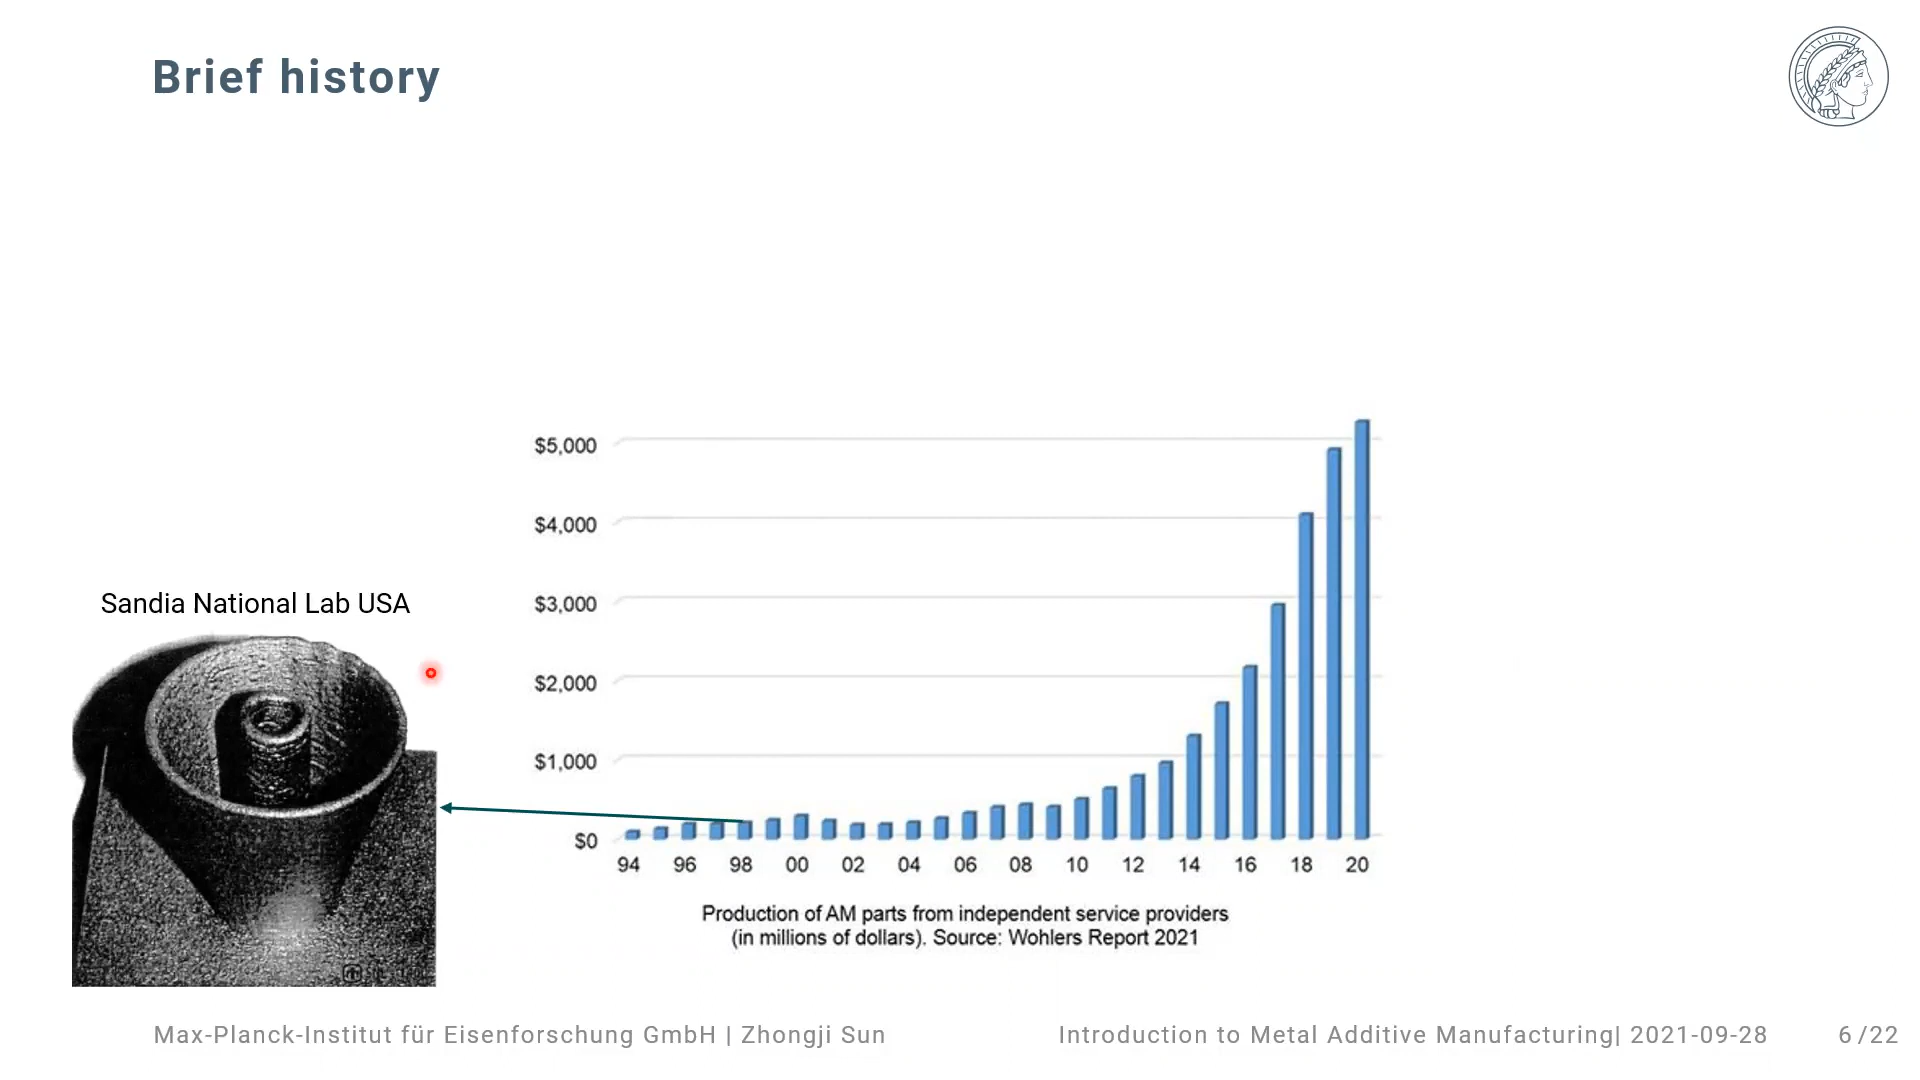 Brief history
$5,000
$4,000
$3,000
$2,000
$1,000
$0
94 96 98 00 02 04 06 08 10 12 14 16 18 20
Production of AM parts from independent service providers
(in millions of dollars). Source: Wohlers Report 2021
Sandia National Lab USA
Max-Planck-Institut für Eisenforschung GmbH | Zhongji Sun
Introduction to Metal Additive Manufacturing| 2021-09-28
6 /22